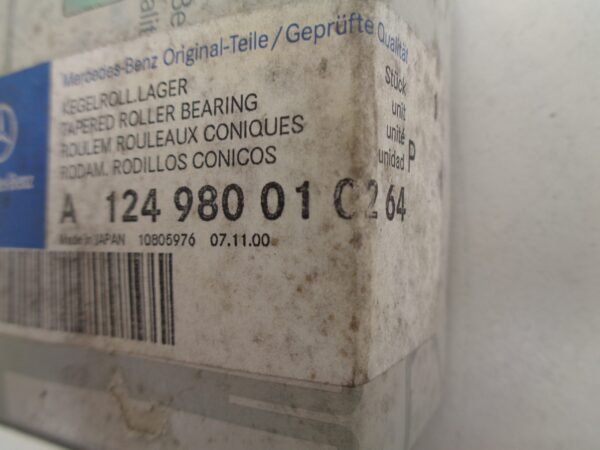 Mercedes-Benz Original-Teile/Geprüfte Qualität
KEGELROLL.LAGER
TAPERED ROLLER BEARING
ROULEM ROULEAUX CONIQUES
RODAM. RODILLOS CONICOS
Stück
unit
unité
unidad
P
A 124 980 01 02 64
Made in JAPAN 10805976 07.11.00